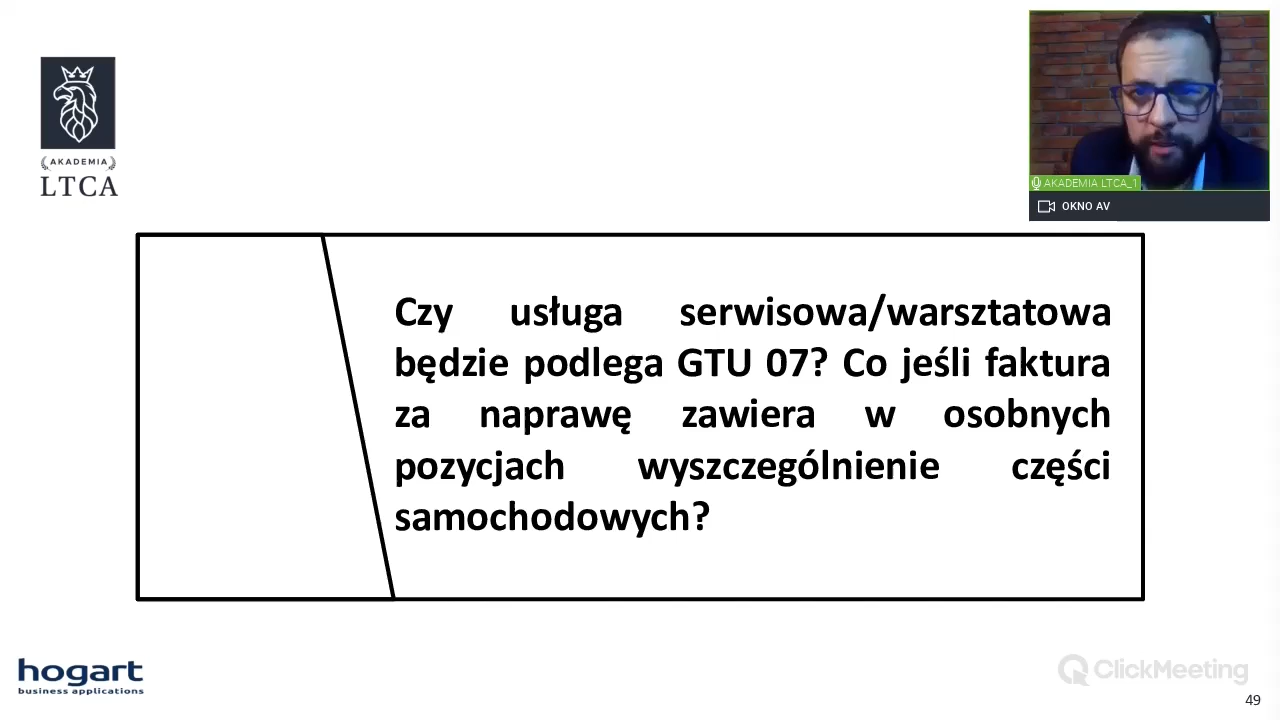 AKADEMIA
LTCA
AKADEMIA LTCA_1
OKNO AV
Czy usługa serwisowa/warsztatowa
będzie podlega GTU 07? Co jeśli faktura
za naprawę zawiera w osobnych
pozycjach wyszczególnienie części
samochodowych?
hogart
business applications
ClickMeeting
49